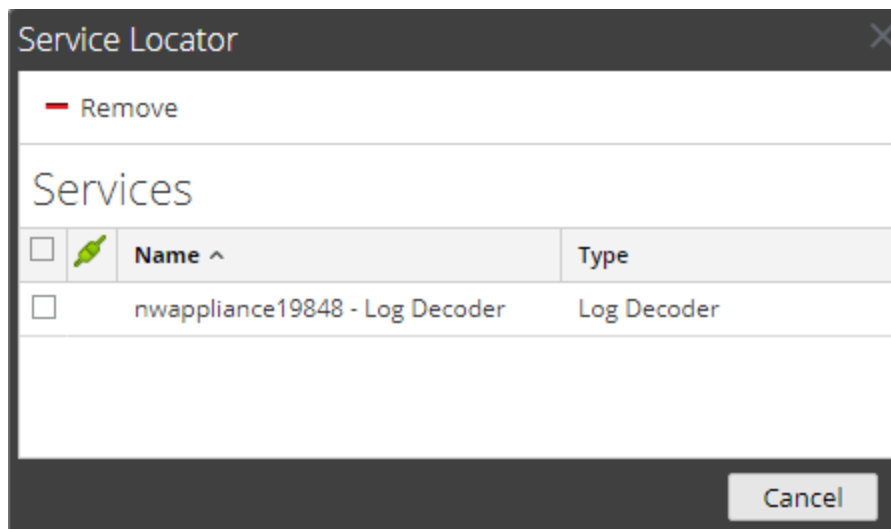 Service Locator
Remove
Services
Name Type
nwappliance19848 - Log Decoder Log Decoder
Cancel